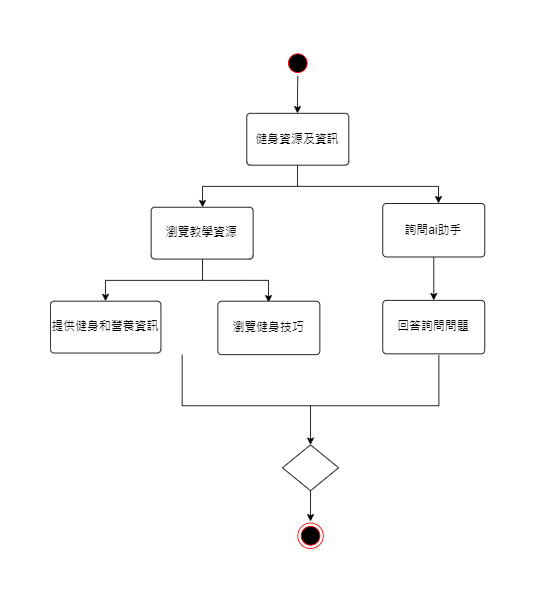 健身資源及資訊
瀏覽教學資源
詢問ai助手
提供健身和營養資訊
瀏覽健身技巧
回答詢問問題